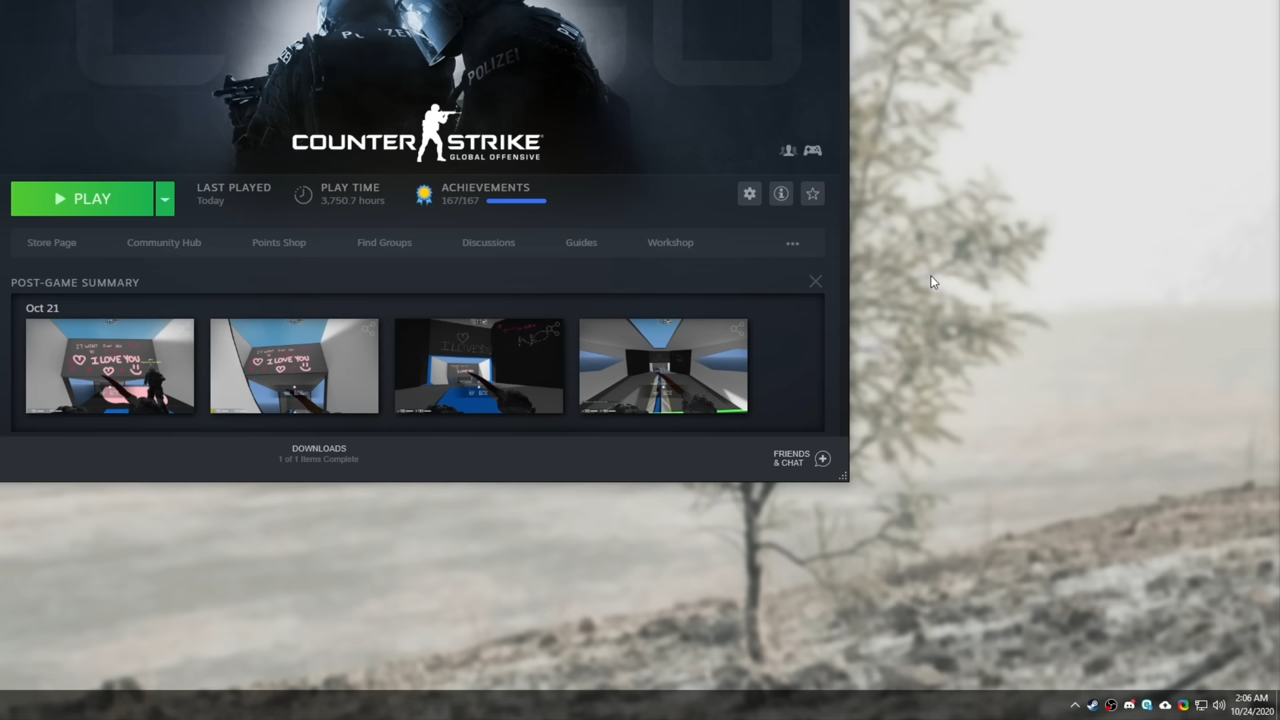 POLIZEI
COUNTER STRIKE
GLOBAL OFFENSIVE
PLAY
LAST PLAYED
Today
PLAY TIME
3,750.7 hours
ACHIEVEMENTS
167/167
Store Page
Community Hub
Points Shop
Find Groups
Discussions
Guides
Workshop
POST-GAME SUMMARY
Oct 21
I LOVE YOU
I LOVE YOU
DOWNLOADS
1 of 1 Items Complete
FRIENDS
& CHAT
2:06 AM
10/24/2020